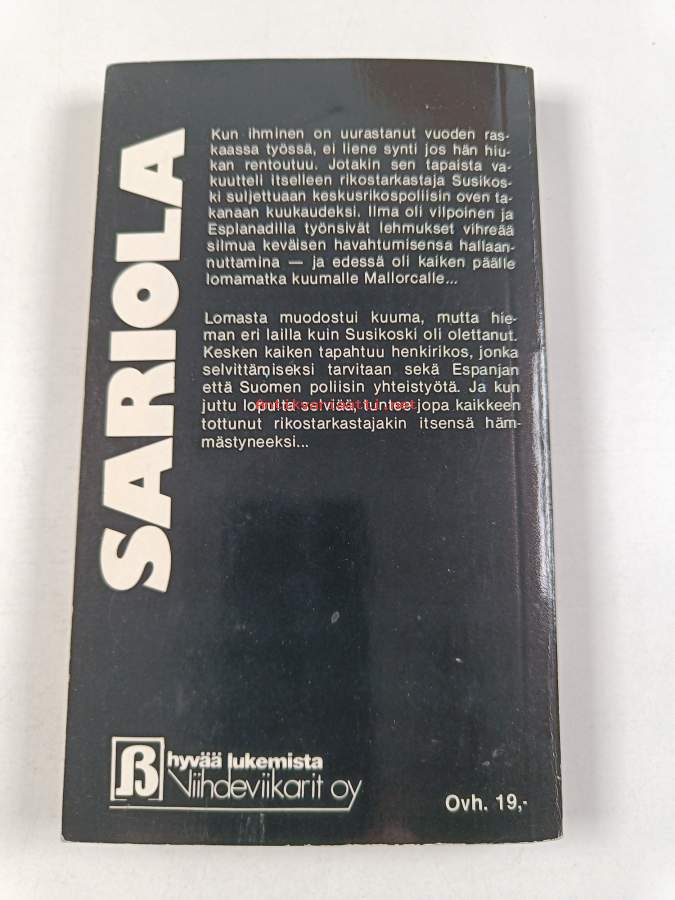 SARIOLA
Kun ihminen on uurastanut vuoden ras-
kaassa työssä, ei liene synti jos hän hiu-
kan rentoutuu. Jotakin sen tapaista va-
kuutteli itselleen rikostarkastaja Susikos-
ki suljettuaan keskusrikospoliisin oven ta-
kanaan kuukaudeksi. Ilma oli vilpoinen ja
Esplanadilla työnsivät lehmukset vihreää
silmua keväisen havahtumisensa hallaan-
nuttamina — ja edessä oli kaiken päälle
lomamatka kuumalle Mallorcalle...
Lomasta muodostui kuuma, mutta hie-
man eri lailla kuin Susikoski oli olettanut.
Kesken kaiken tapahtuu henkirikos, jonka
selvittämiseksi tarvitaan sekä Espanjan
että Suomen poliisin yhteistyötä. Ja kun
juttu lopulta selviää, tuntee jopa kaikkeen
tottunut rikostarkastajakin itsensä häm-
mästyneeksi...
Antikvariaatti.net
ß hyvää lukemista
Viihdeviikarit oy
Ovh. 19,-